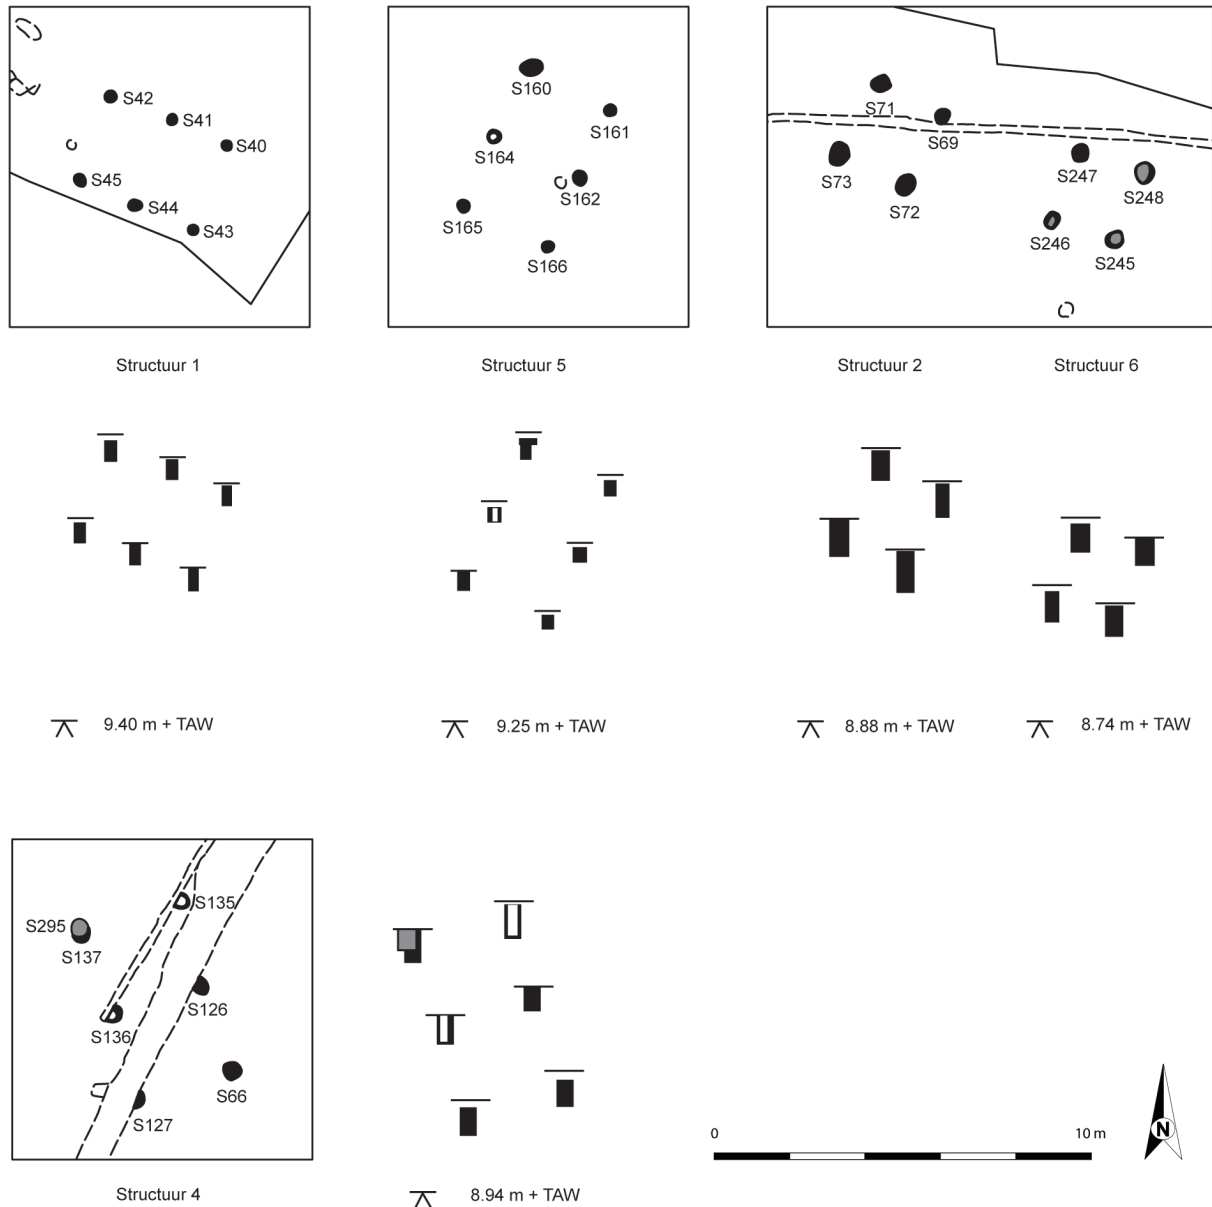 S42
S41
S40
S45
S44
S43
Structuur 1
S160
S161
S164
S162
S165
S166
Structuur 5
S71
S69
S73
S72
S247
S248
S246
S245
Structuur 2
Structuur 6
9.40 m + TAW
9.25 m + TAW
8.88 m + TAW
8.74 m + TAW
S135
S295
S137
S126
S136
S66
S127
Structuur 4
8.94 m + TAW
0
10 m
N